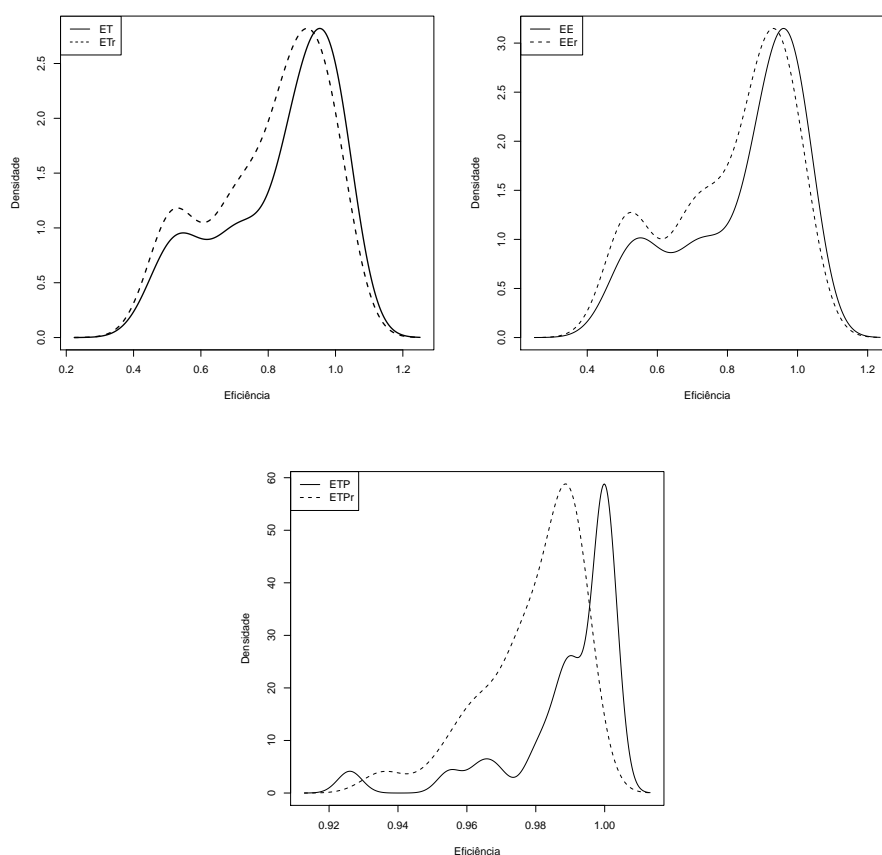 ET
ETr
Densidade
0.0 0.5 1.0 1.5 2.0 2.5
0.2 0.4 0.6 0.8 1.0 1.2
Eficiência
EE
EEr
Densidade
0.0 0.5 1.0 1.5 2.0 2.5 3.0
0.4 0.6 0.8 1.0 1.2
Eficiência
ETP
ETPr
Densidade
0 10 20 30 40 50 60
0.92 0.94 0.96 0.98 1.00
Eficiência